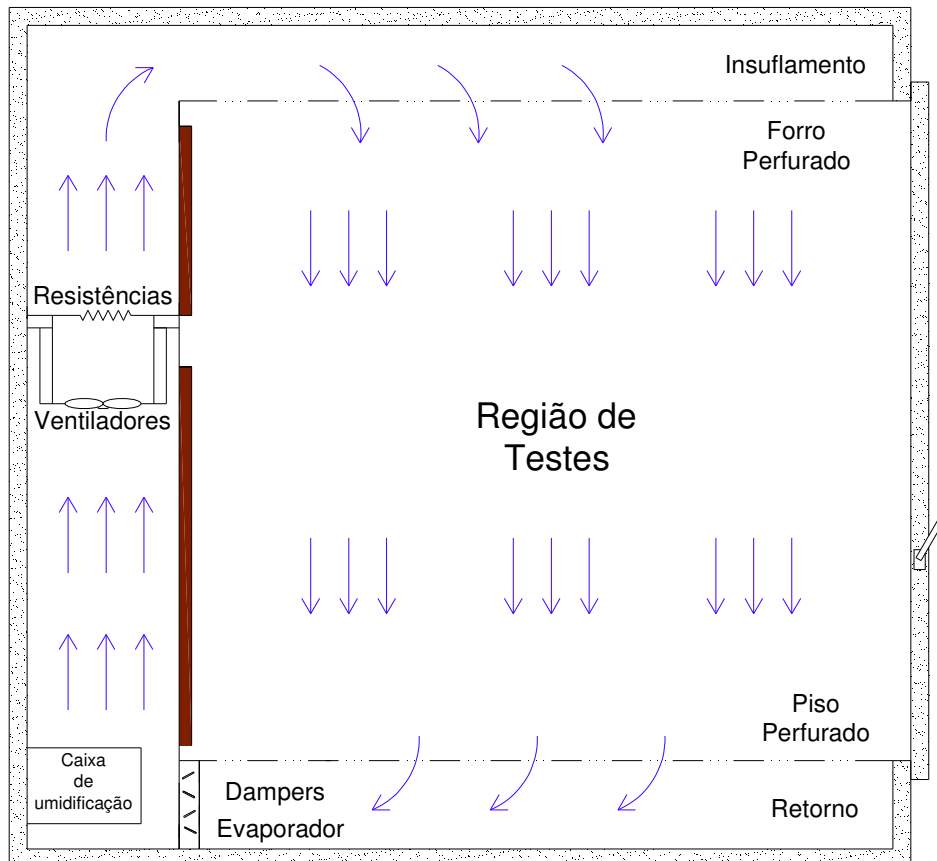 Insuflamento
Forro
Perfurado
Resistências
Ventiladores
Região de
Testes
Piso
Perfurado
Caixa
de
umidificação
Dampers
Evaporador
Retorno